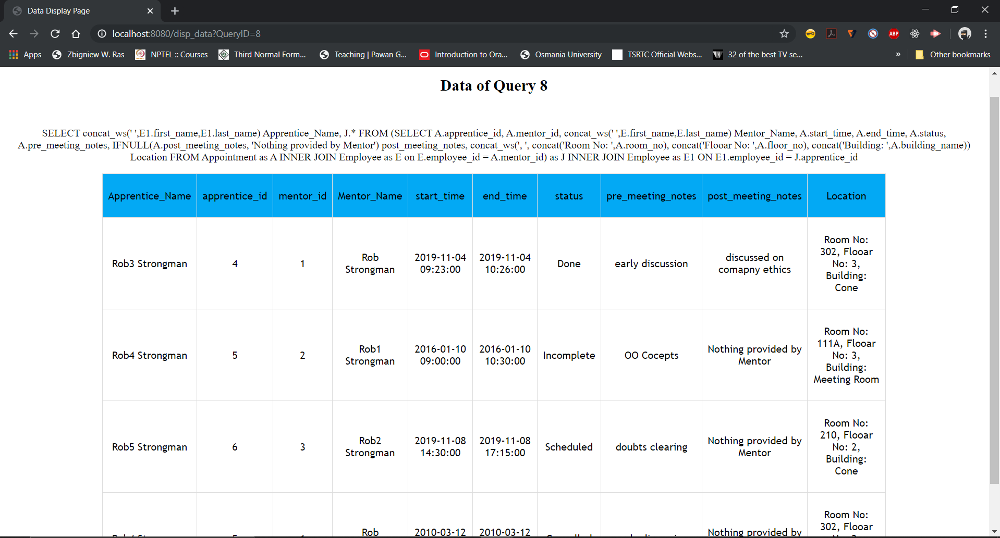 Data Display Page
localhost:8080/disp_data?QueryID=8
ABP
Apps Zbigniew W. Ras NPTEL :: Courses Third Normal Form... Teaching | Pawan G... Introduction to Ora... Osmania University TSRTC Official Webs... 32 of the best TV se... » Other bookmarks
Data of Query 8
SELECT concat_ws(' ',E1.first_name,E1.last_name) Apprentice_Name, J.* FROM (SELECT A.apprentice_id, A.mentor_id, concat_ws(' ',E.first_name,E.last_name) Mentor_Name, A.start_time, A.end_time, A.status,
A.pre_meeting_notes, IFNULL(A.post_meeting_notes, 'Nothing provided by Mentor') post_meeting_notes, concat_ws(', ', concat('Room No: ',A.room_no), concat('Flooar No: ',A.floor_no), concat('Building: ',A.building_name))
Location FROM Appointment as A INNER JOIN Employee as E on E.employee_id = A.mentor_id) as J INNER JOIN Employee as E1 ON E1.employee_id = J.apprentice_id
Apprentice_Name apprentice_id mentor_id Mentor_Name start_time end_time status pre_meeting_notes post_meeting_notes Location
Rob3 Strongman
4
1
Rob
Strongman
2019-11-04
09:23:00
2019-11-04
10:26:00
Done
early discussion
discussed on
comapny ethics
Room No:
302, Flooar
No: 3,
Building:
Cone
Rob4 Strongman
5
2
Rob1
Strongman
2016-01-10
09:00:00
2016-01-10
10:30:00
Incomplete
OO Cocepts
Nothing provided by
Mentor
Room No:
111A, Flooar
No: 3,
Building:
Meeting Room
Rob5 Strongman
6
3
Rob2
Strongman
2019-11-08
14:30:00
2019-11-08
17:15:00
Scheduled
doubts clearing
Nothing provided by
Mentor
Room No:
210, Flooar
No: 2,
Building:
Cone
Rob
2010-03-12
2010-03-12
Nothing provided by
Room No:
302, Flooar